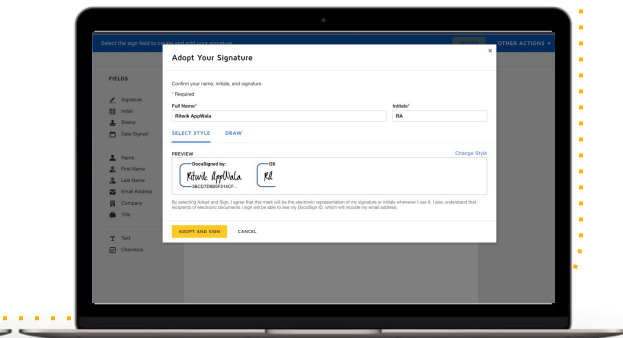 Select the sign field to create and add your signature.
OTHER ACTIONS
Adopt Your Signature
×
Confirm your name, initials, and signature.
* Required
Full Name*
Initials*
Ritwik AppWala
RA
SELECT STYLE
DRAW
PREVIEW
Change Style
DocuSigned by:
DS
Ritwik AppWala
RA
By selecting Adopt and Sign, I agree that this mark will be the electronic representation of my signature or initials whenever I use it. I also understand that
recipients of electronic documents I sign will be able to see my DocuSign ID, which will include my email address.
ADOPT AND SIGN
CANCEL
FIELDS
Signature
Initial
Stamp
Date Signed
Name
First Name
Last Name
Email Address
Company
Title
Text
Checkbox